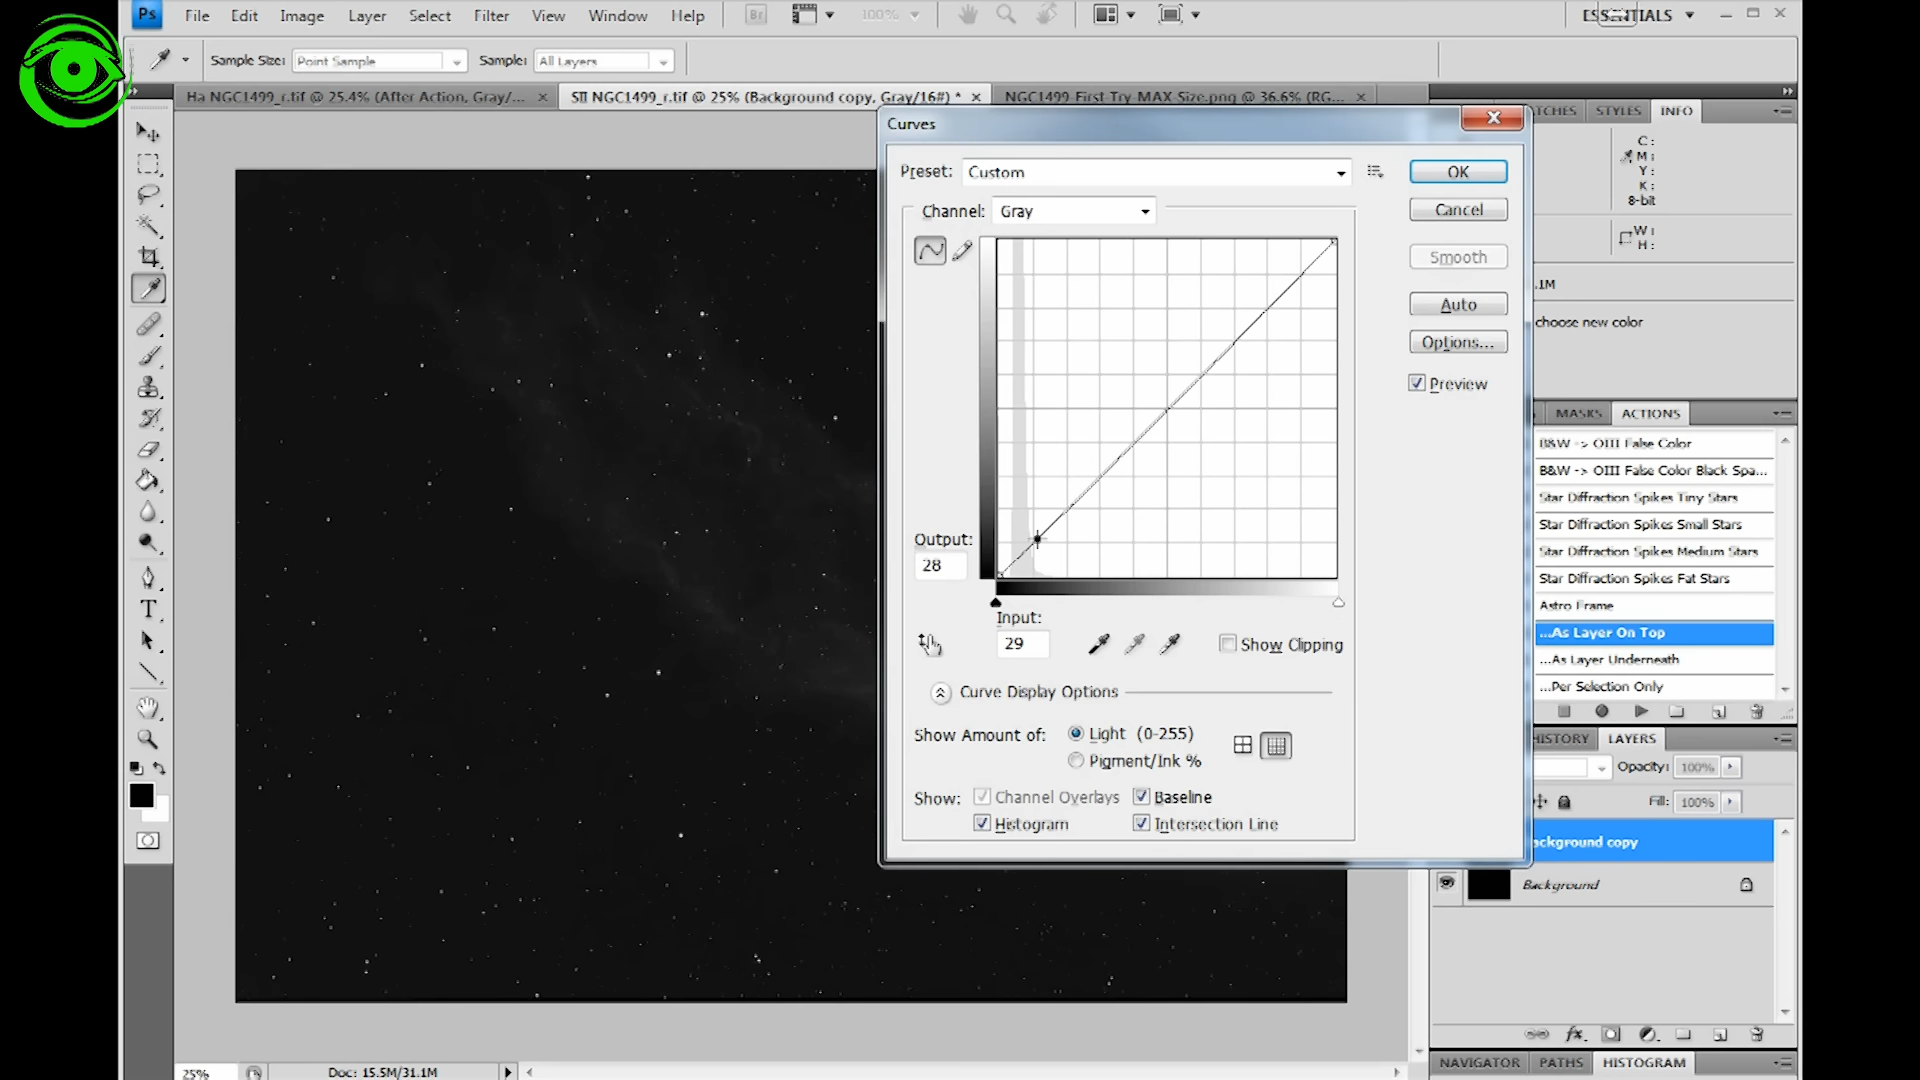 Ps File Edit Image Layer Select Filter View Window Help Br 100% ESSENTIALS
Sample Size: Point Sample Sample: All Layers
Ha NGC1499_r.tif @ 25.4% (After Action, Gray/... SII NGC1499_r.tif @ 25% (Background copy, Gray/16#) * NGC1499-First-Try-MAX-Size.png @ 36.6% (RG...
TCHES STYLES INFO
Curves
C:
M:
Y:
K:
8-bit
W:
H:
.1M
choose new color
Preset: Custom
OK
Channel: Gray
Cancel
Smooth
Auto
Options...
Preview
Output:
28
Input:
29
Show Clipping
Curve Display Options
Show Amount of: Light (0-255)
Pigment/Ink %
Show: Channel Overlays Baseline
Histogram Intersection Line
MASKS ACTIONS
B&W -> OIII False Color
B&W -> OIII False Color Black Spa...
Star Diffraction Spikes Tiny Stars
Star Diffraction Spikes Small Stars
Star Diffraction Spikes Medium Stars
Star Diffraction Spikes Fat Stars
Astro Frame
...As Layer On Top
...As Layer Underneath
...Per Selection Only
HISTORY LAYERS
Opacity: 100%
Fill: 100%
ackground copy
Background
fx
NAVIGATOR PATHS HISTOGRAM
25% Doc: 15.5M/31.1M